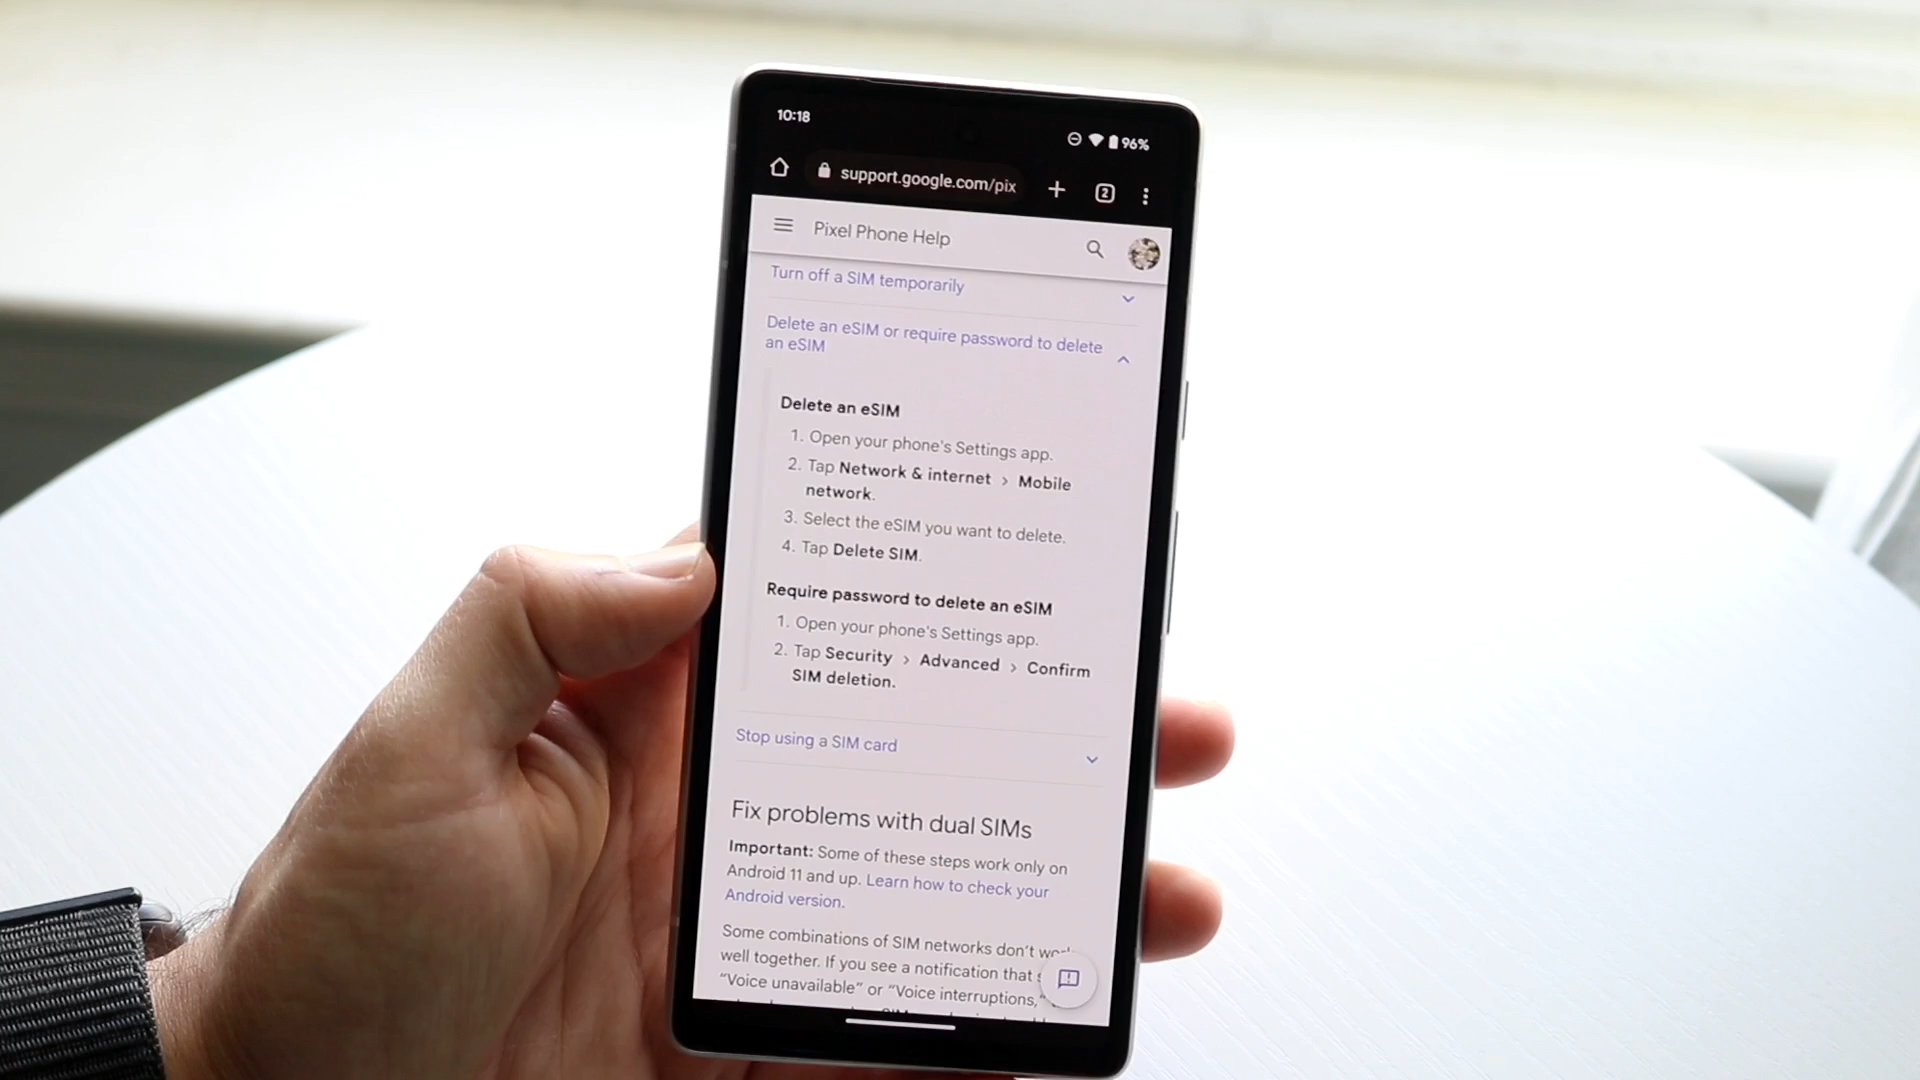 10:18
96%
support.google.com/pix
2
Pixel Phone Help
Turn off a SIM temporarily
Delete an eSIM or require password to delete
an eSIM
Delete an eSIM
1. Open your phone's Settings app.
2. Tap Network & internet > Mobile
network.
3. Select the eSIM you want to delete.
4. Tap Delete SIM.
Require password to delete an eSIM
1. Open your phone's Settings app.
2. Tap Security > Advanced > Confirm
SIM deletion.
Stop using a SIM card
Fix problems with dual SIMs
Important: Some of these steps work only on
Android 11 and up. Learn how to check your
Android version.
Some combinations of SIM networks don't
well together. If you see a notification that
“Voice unavailable” or “Voice interruptions,”